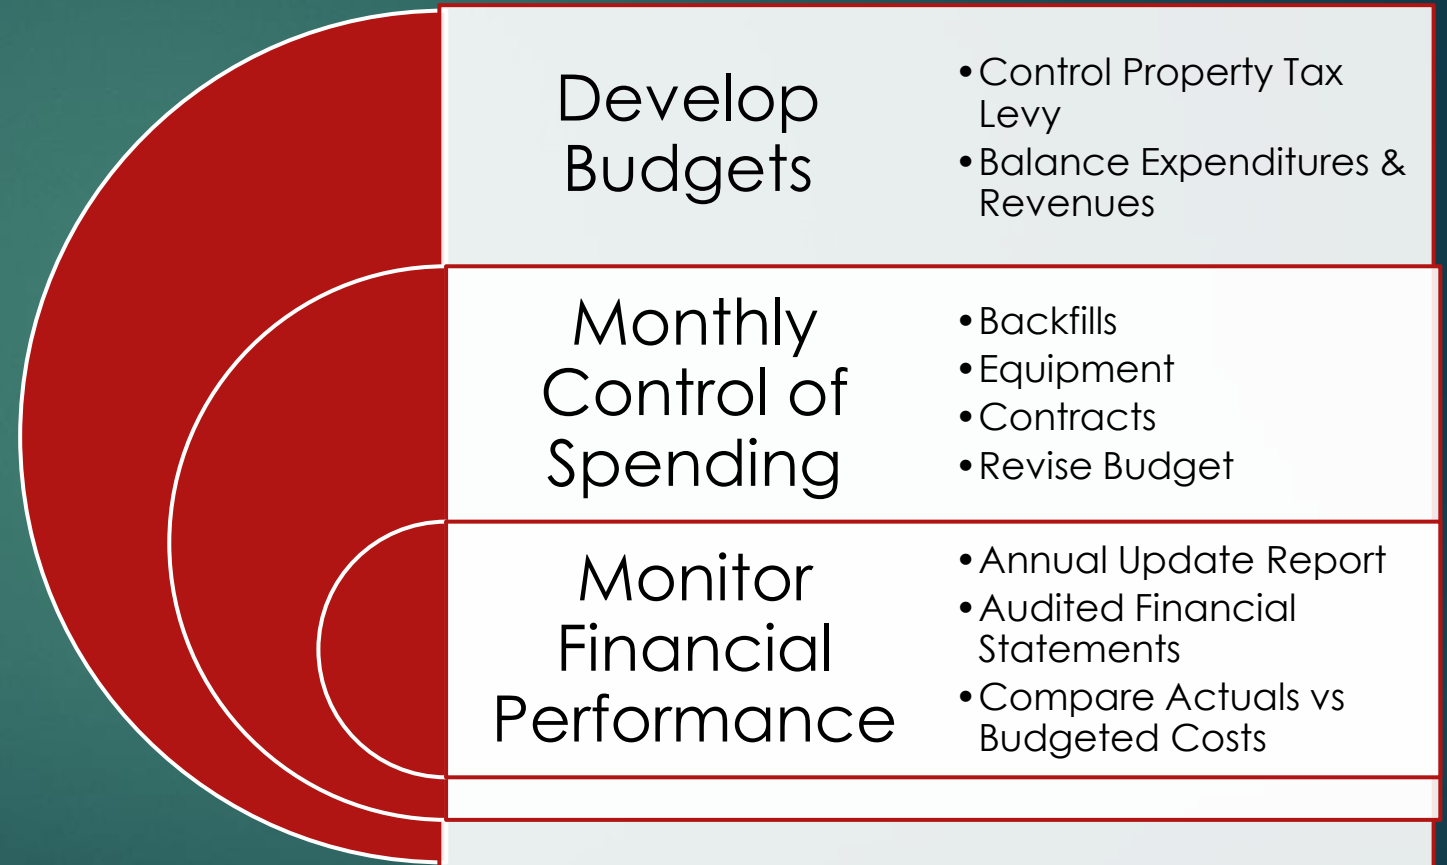 Develop
Budgets
•Control Property Tax
Levy
•Balance Expenditures &
Revenues
Monthly
Control of
Spending
•Backfills
•Equipment
•Contracts
•Revise Budget
Monitor
Financial
Performance
•Annual Update Report
•Audited Financial
Statements
•Compare Actuals vs
Budgeted Costs